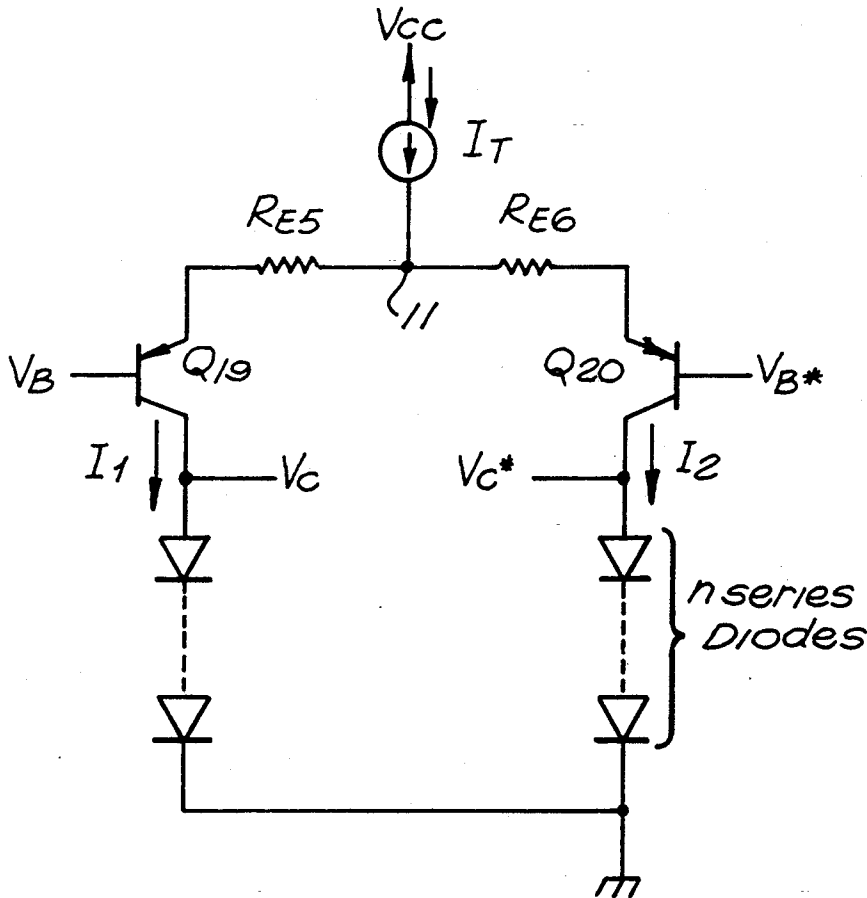 Vcc
IT
RE5
RE6
11
VB
Q19
Q20
VB*
I1
VC
VC*
I2
n series
Diodes